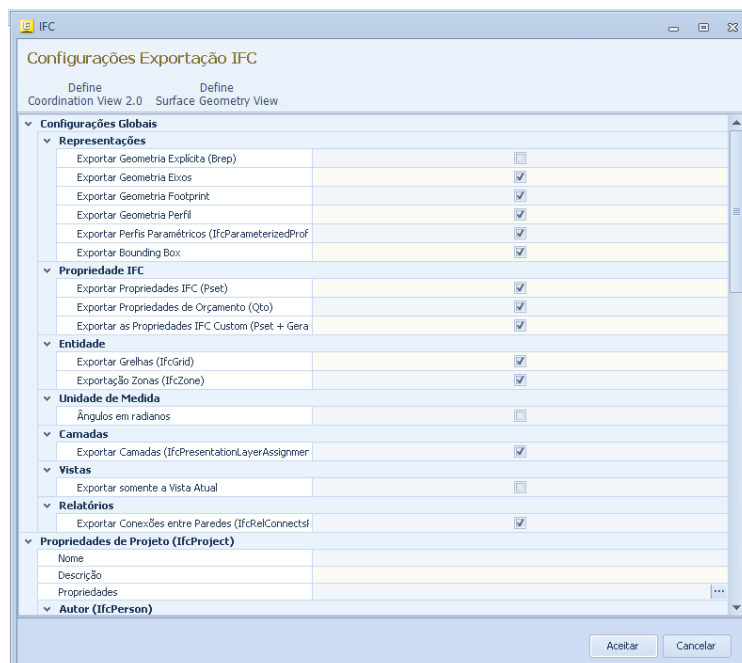 IFC
Configurações Exportação IFC
Define Define
Coordination View 2.0 Surface Geometry View
Configurações Globais
Representações
Exportar Geometria Explícita (Brep)
Exportar Geometria Eixos
Exportar Geometria Footprint
Exportar Geometria Perfil
Exportar Perfis Paramétricos (IfcParameterizedProf
Exportar Bounding Box
Propriedade IFC
Exportar Propriedades IFC (Pset)
Exportar Propriedades de Orçamento (Qto)
Exportar as Propriedades IFC Custom (Pset + Gera
Entidade
Exportar Grelhas (IfcGrid)
Exportação Zonas (IfcZone)
Unidade de Medida
Ângulos em radianos
Camadas
Exportar Camadas (IfcPresentationLayerAssignmer
Vistas
Exportar somente a Vista Atual
Relatórios
Exportar Conexões entre Paredes (IfcRelConnectsF
Propriedades de Projeto (IfcProject)
Nome
Descrição
Propriedades ...
Autor (IfcPerson)
Aceitar Cancelar